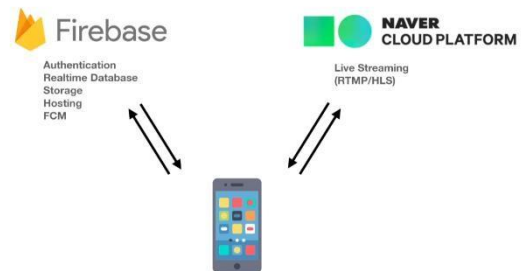 Firebase
Authentication
Realtime Database
Storage
Hosting
FCM
NAVER
CLOUD PLATFORM
Live Streaming
(RTMP/HLS)